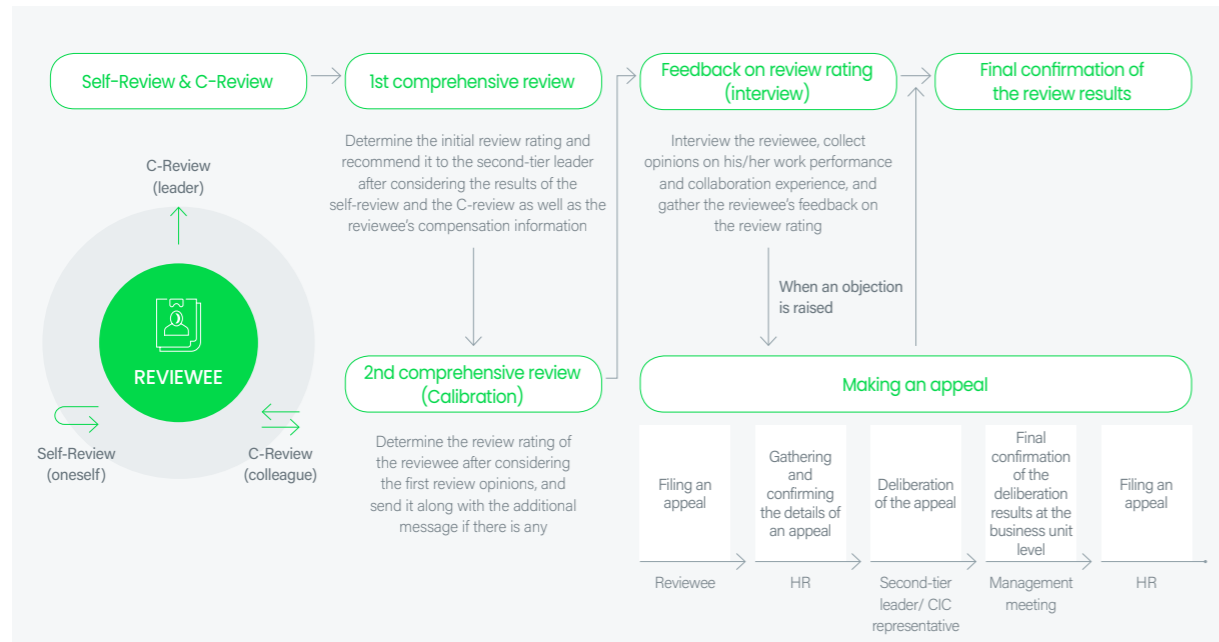 Self-Review & C-Review
C-Review
(leader)
REVIEWEE
Self-Review
(oneself)
C-Review
(colleague)
1st comprehensive review
Determine the initial review rating and
recommend it to the second-tier leader
after considering the results of the
self-review and the C-review as well as the
reviewee's compensation information
2nd comprehensive review
(Calibration)
Determine the review rating of
the reviewee after considering
the first review opinions, and
send it along with the additional
message if there is any
Feedback on review rating
(interview)
Interview the reviewee, collect
opinions on his/her work performance
and collaboration experience, and
gather the reviewee's feedback on
the review rating
When an objection
is raised
Final confirmation of
the review results
Making an appeal
Filing an
appeal
Reviewee
Gathering
and
confirming
the details of
an appeal
HR
Deliberation
of the appeal
Second-tier
leader/ CIC
representative
Final
confirmation
of the
deliberation
results at the
business unit
level
Management
meeting
Filing an
appeal
HR